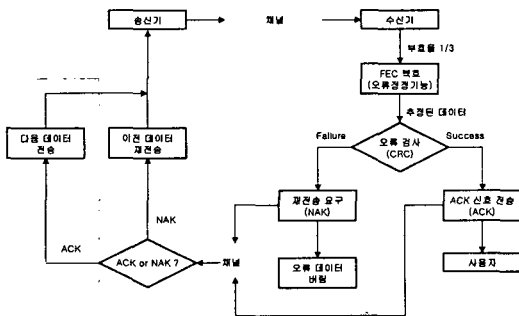 송신기
채널
수신기
부호율 1/3
FEC 복호
(오류정정기능)
추정된 데이터
다음 데이터
전송
이전 데이터
재전송
Failure
오류 검사
(CRC)
Success
재전송 요구
(NAK)
ACK 신호 전송
(ACK)
NAK
ACK
ACK or NAK ?
채널
오류 데이터
버림
사용자